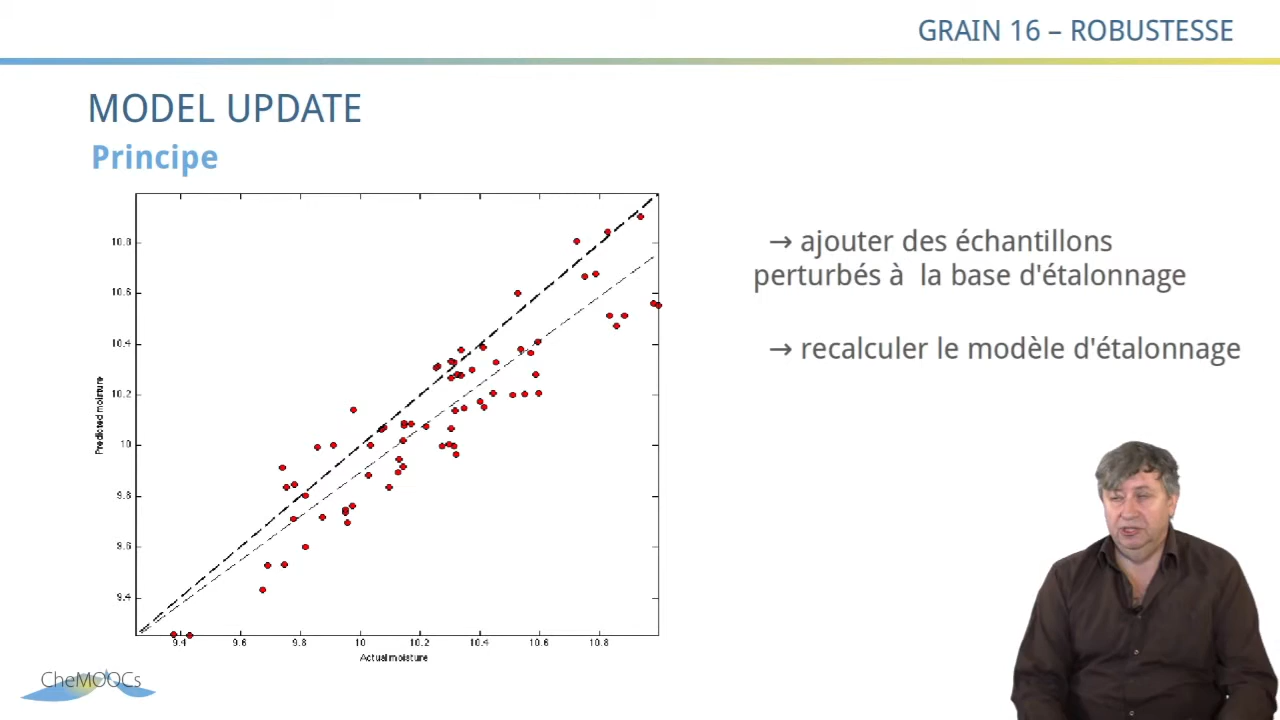 GRAIN 16 – ROBUSTESSE
MODEL UPDATE
Principe
→ ajouter des échantillons
perturbés à la base d'étalonnage
→ recalculer le modèle d'étalonnage
Predicted moisture
10.8
10.6
10.4
10.2
10
9.8
9.6
9.4
9.4 9.6 9.8 10 10.2 10.4 10.6 10.8
Actual moisture
CheMOOCs